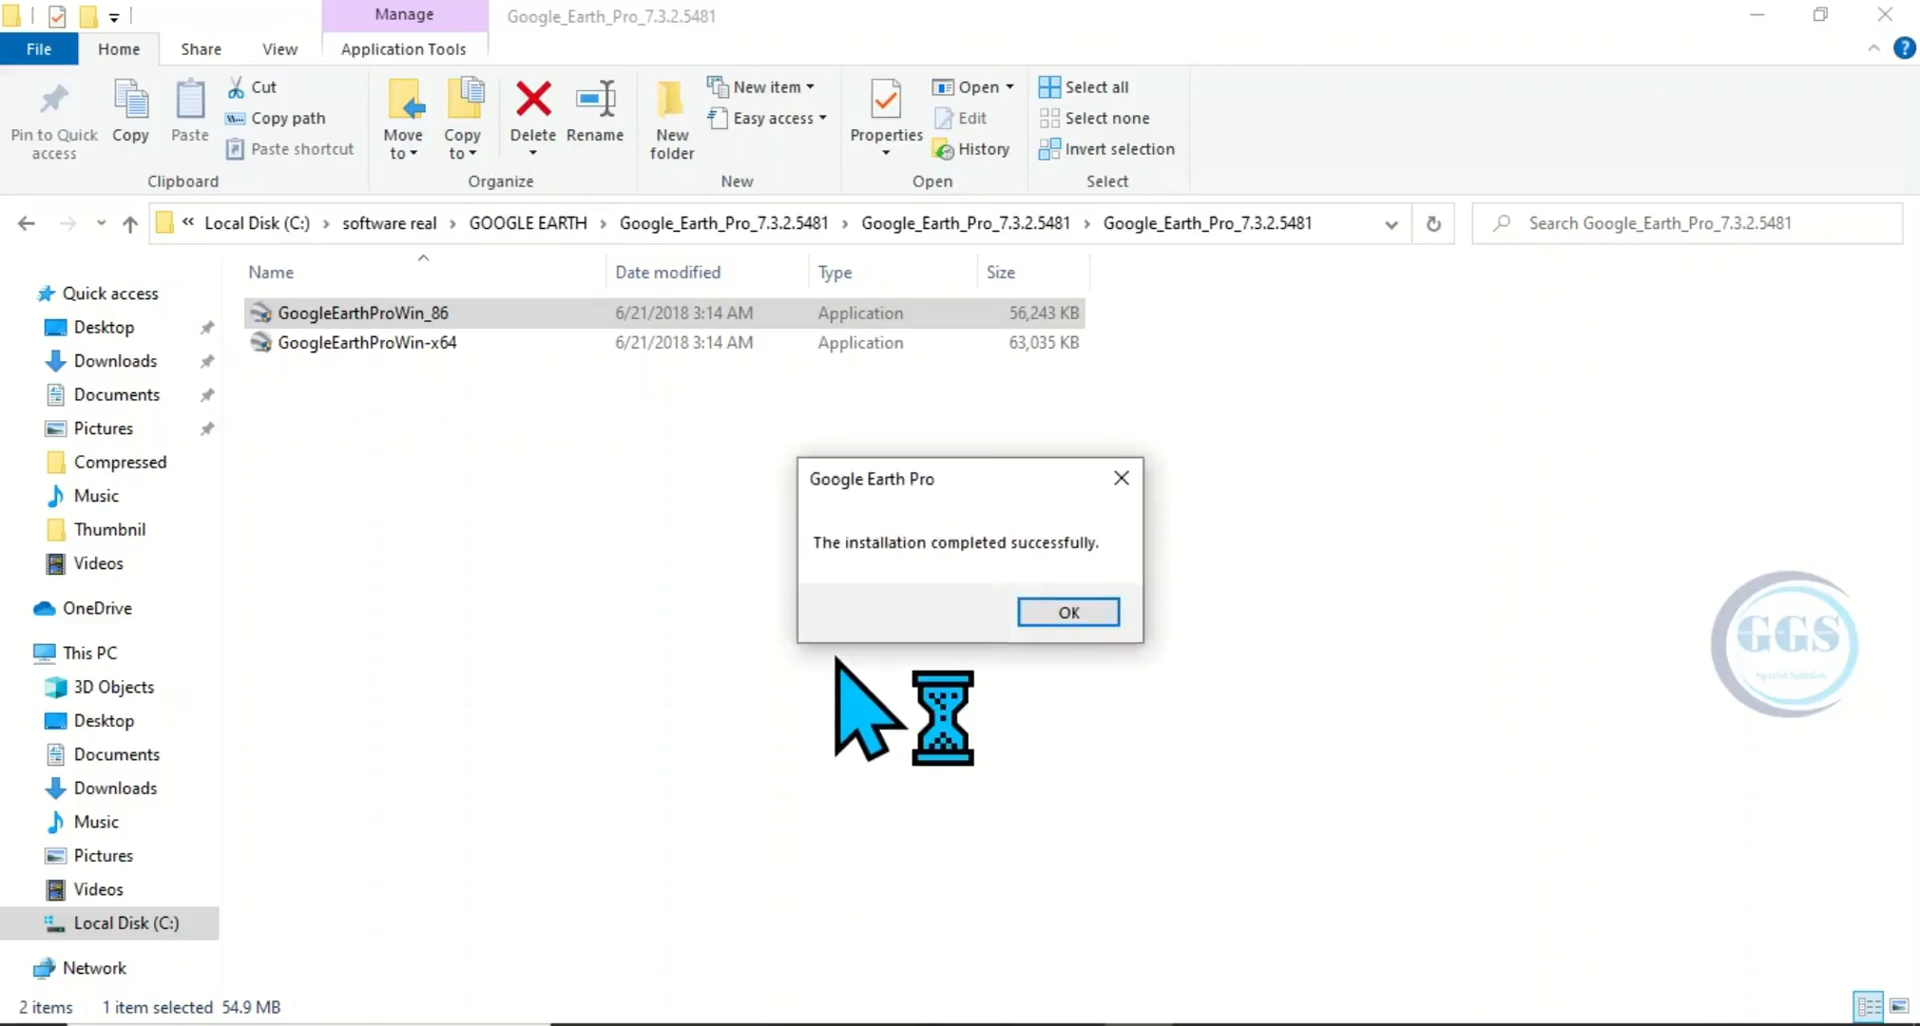 Manage
Google_Earth_Pro_7.3.2.5481
File
Home
Share
View
Application Tools
Pin to Quick
access
Copy
Paste
Cut
Copy path
Paste shortcut
Clipboard
Move
to
Copy
to
Delete
Rename
Organize
New
folder
New item
Easy access
New
Properties
Open
Edit
History
Open
Select all
Select none
Invert selection
Select
« Local Disk (C:) › software real › GOOGLE EARTH › Google_Earth_Pro_7.3.2.5481 › Google_Earth_Pro_7.3.2.5481 › Google_Earth_Pro_7.3.2.5481
Search Google_Earth_Pro_7.3.2.5481
Name Date modified Type Size
GoogleEarthProWin_86 6/21/2018 3:14 AM Application 56,243 KB
GoogleEarthProWin-x64 6/21/2018 3:14 AM Application 63,035 KB
Quick access
Desktop
Downloads
Documents
Pictures
Compressed
Music
Thumbnil
Videos
OneDrive
This PC
3D Objects
Desktop
Documents
Downloads
Music
Pictures
Videos
Local Disk (C:)
Network
Google Earth Pro
The installation completed successfully.
OK
GGS
Spatial Solution
2 items 1 item selected 54.9 MB